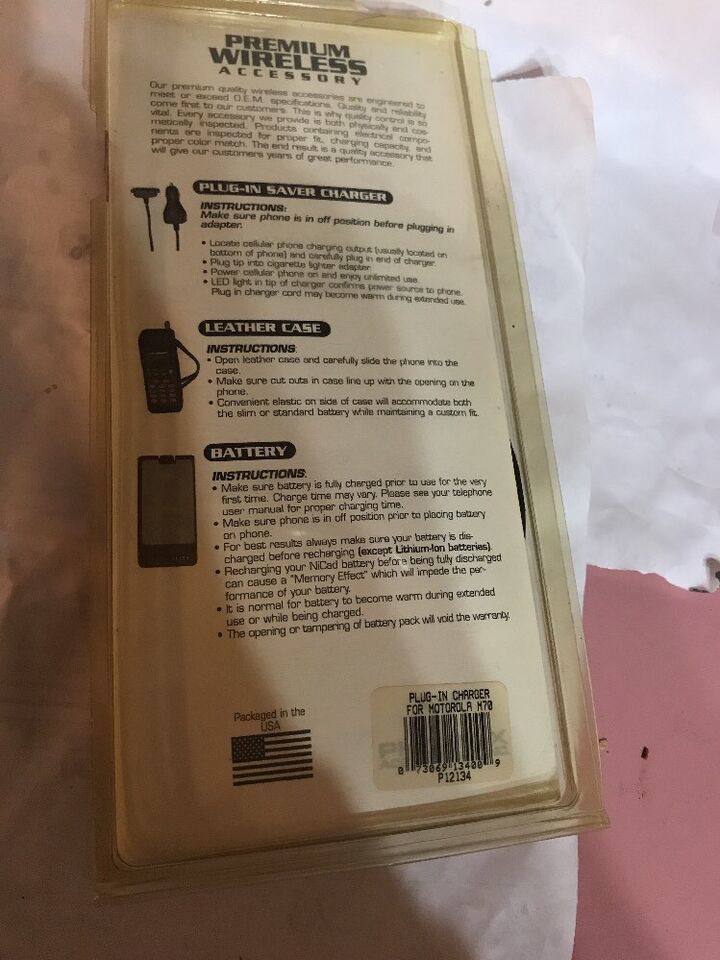 PREMIUM
WIRELESS
ACCESSORY
Our premium quality wireless accessories are engineered to
meet or exceed O.E.M. specifications. Quality and reliability
come first to our customers. This is why quality control is so
vital. Every accessory we provide is both physically and cos-
metically inspected. Products containing electrical compo-
nents are inspected for proper fit, charging capacity, and
proper color match. The end result is a quality accessory that
will give our customers years of great performance.
PLUG-IN SAVER CHARGER
INSTRUCTIONS:
Make sure phone is in off position before plugging in
adapter.
• Locate cellular phone charging output (usually located on
bottom of phone) and carefully plug in end of charger.
• Plug tip into cigarette lighter adapter.
• Power cellular phone on and enjoy unlimited use.
• LED light in tip of charger confirms power source to phone.
Plug in charger cord may become warm during extended use.
LEATHER CASE
INSTRUCTIONS:
• Open leather case and carefully slide the phone into the
case.
• Make sure cut outs in case line up with the opening on the
phone.
• Convenient elastic on side of case will accommodate both
the slim or standard battery while maintaining a custom fit.
BATTERY
INSTRUCTIONS:
• Make sure battery is fully charged prior to use for the very
first time. Charge time may vary. Please see your telephone
user manual for proper charging time.
• Make sure phone is in off position prior to placing battery
on phone.
• For best results always make sure your battery is dis-
charged before recharging (except Lithium-Ion batteries).
• Recharging your NiCad battery before being fully discharged
can cause a "Memory Effect" which will impede the per-
formance of your battery.
• It is normal for battery to become warm during extended
use or while being charged.
• The opening or tampering of battery pack will void the warranty.
Packaged in the
USA
PLUG-IN CHARGER
FOR MOTOROLA M70
0 73069 13400 9
P12134